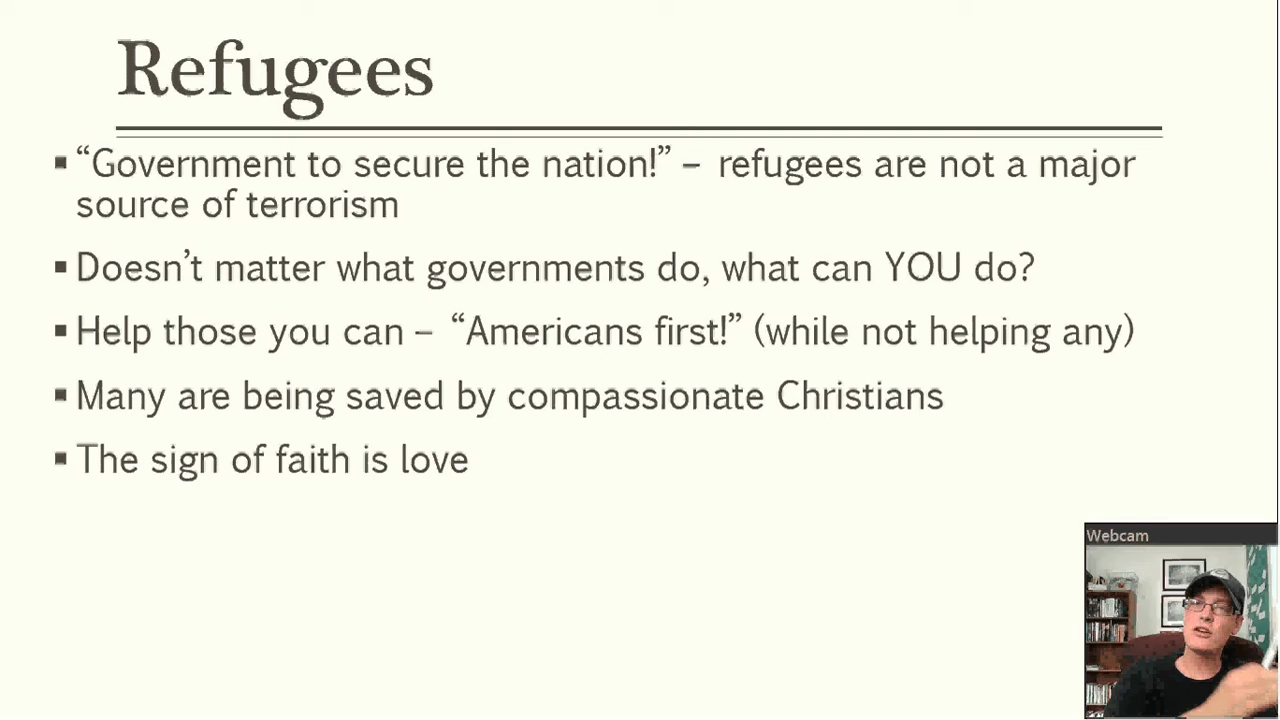 Refugees
▪ “Government to secure the nation!” – refugees are not a major
source of terrorism
▪ Doesn’t matter what governments do, what can YOU do?
▪ Help those you can – “Americans first!” (while not helping any)
▪ Many are being saved by compassionate Christians
▪ The sign of faith is love
Webcam